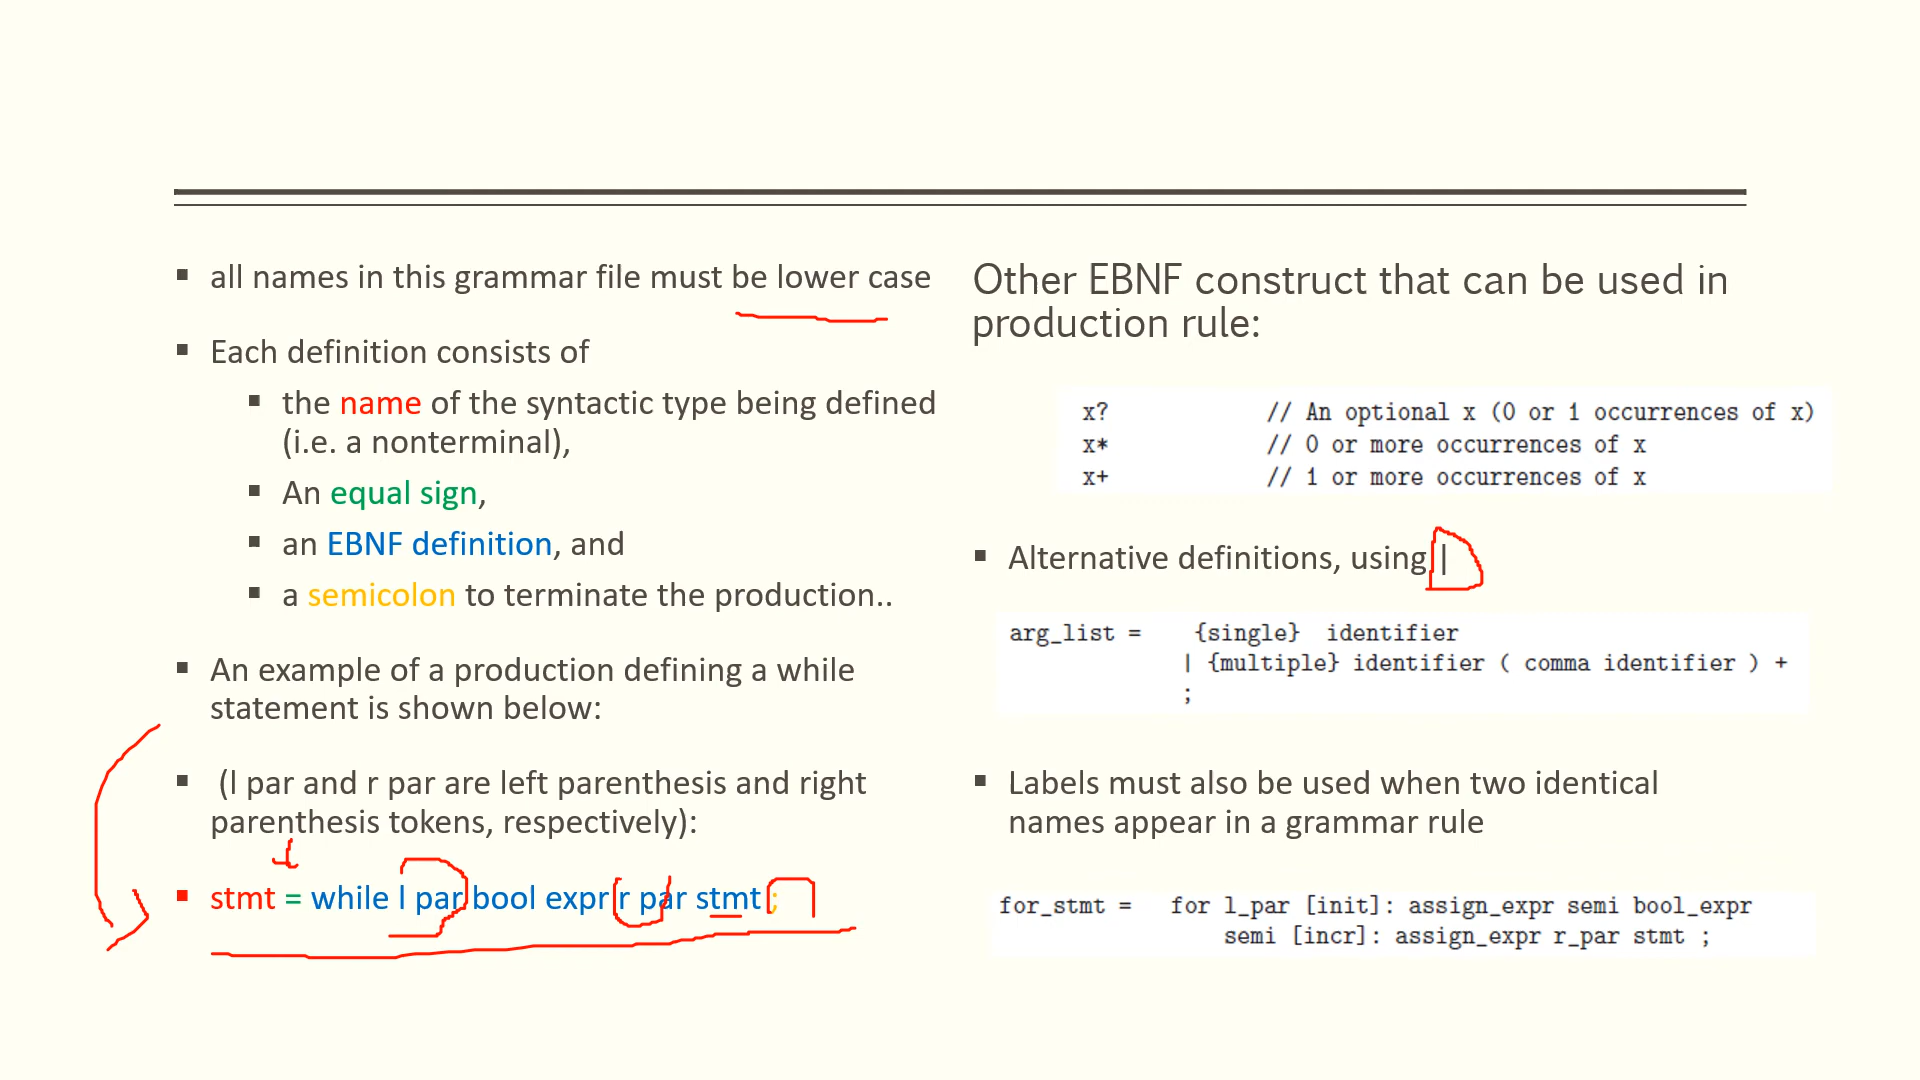 all names in this grammar file must be lower case
Each definition consists of
the name of the syntactic type being defined
(i.e. a nonterminal),
An equal sign,
an EBNF definition, and
a semicolon to terminate the production..
An example of a production defining a while
statement is shown below:
(l par and r par are left parenthesis and right
parenthesis tokens, respectively):
stmt = while l par bool expr r par stmt ;
Other EBNF construct that can be used in
production rule:
x? // An optional x (0 or 1 occurrences of x)
x* // 0 or more occurrences of x
x+ // 1 or more occurrences of x
Alternative definitions, using |
arg_list = {single} identifier
| {multiple} identifier ( comma identifier ) +
;
Labels must also be used when two identical
names appear in a grammar rule
for_stmt = for l_par [init]: assign_expr semi bool_expr
semi [incr]: assign_expr r_par stmt ;